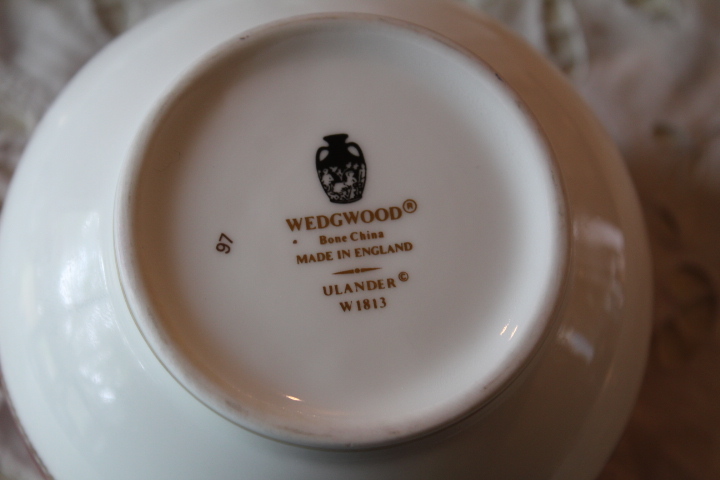 WEDGWOOD®
Bone China
MADE IN ENGLAND
ULANDER©
W1813
97